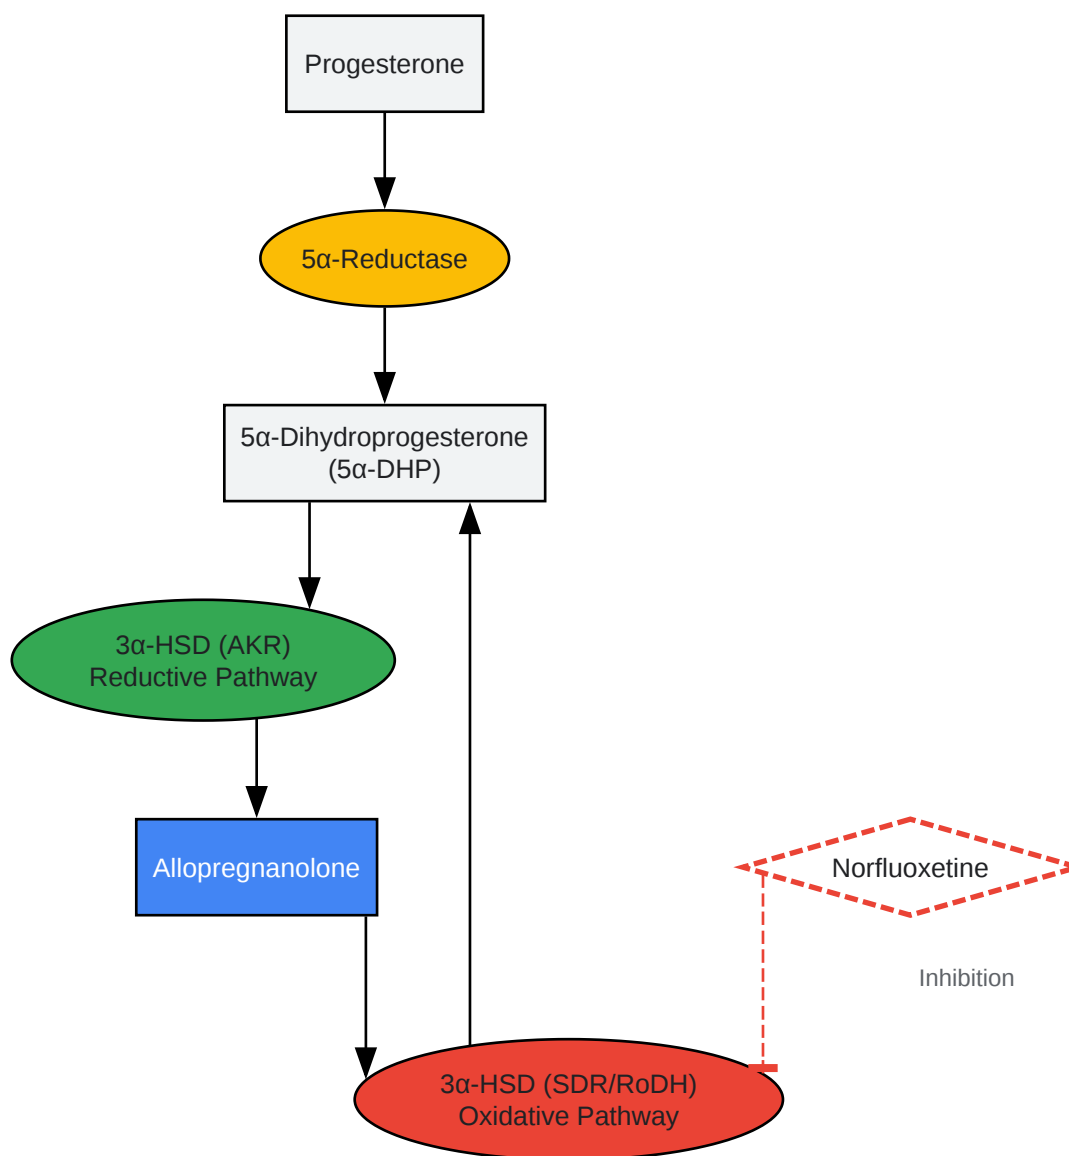 Progesterone
5α-Reductase
5α-Dihydroprogesterone
(5α-DHP)
3α-HSD (AKR)
Reductive Pathway
Allopregnanolone
Norfluoxetine
Inhibition
3α-HSD (SDR/RoDH)
Oxidative Pathway